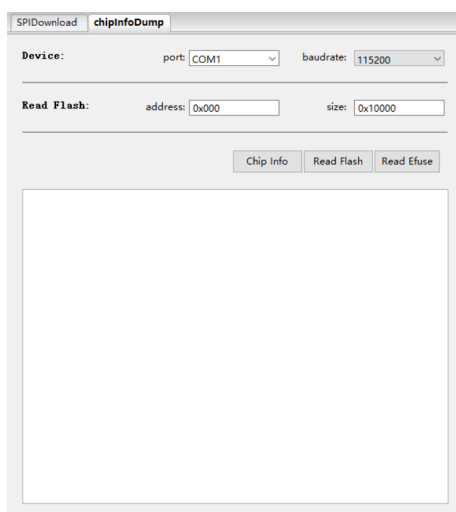 SPIDownload chipInfoDump
Device: port: COM1 baudrate: 115200
Read Flash: address: 0x000 size: 0x10000
Chip Info Read Flash Read Efuse